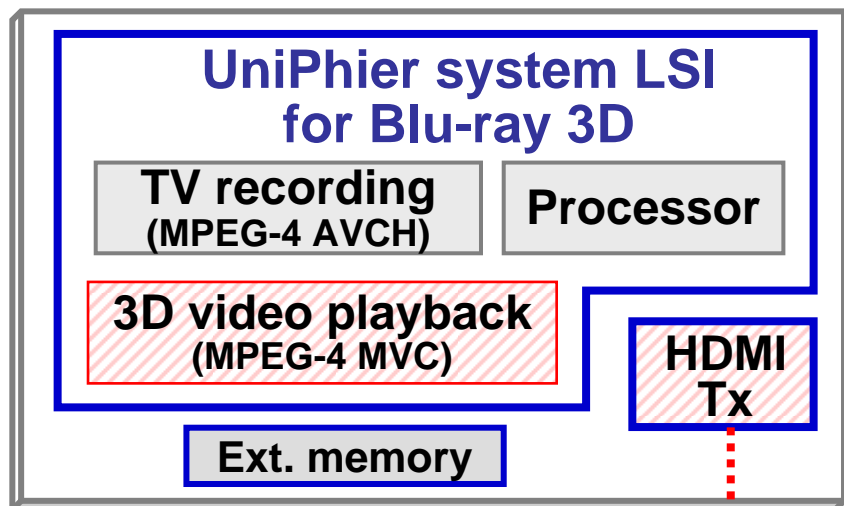 UniPhier system LSI
for Blu-ray 3D
TV recording
(MPEG-4 AVCH)
Processor
3D video playback
(MPEG-4 MVC)
HDMI
Tx
Ext. memory